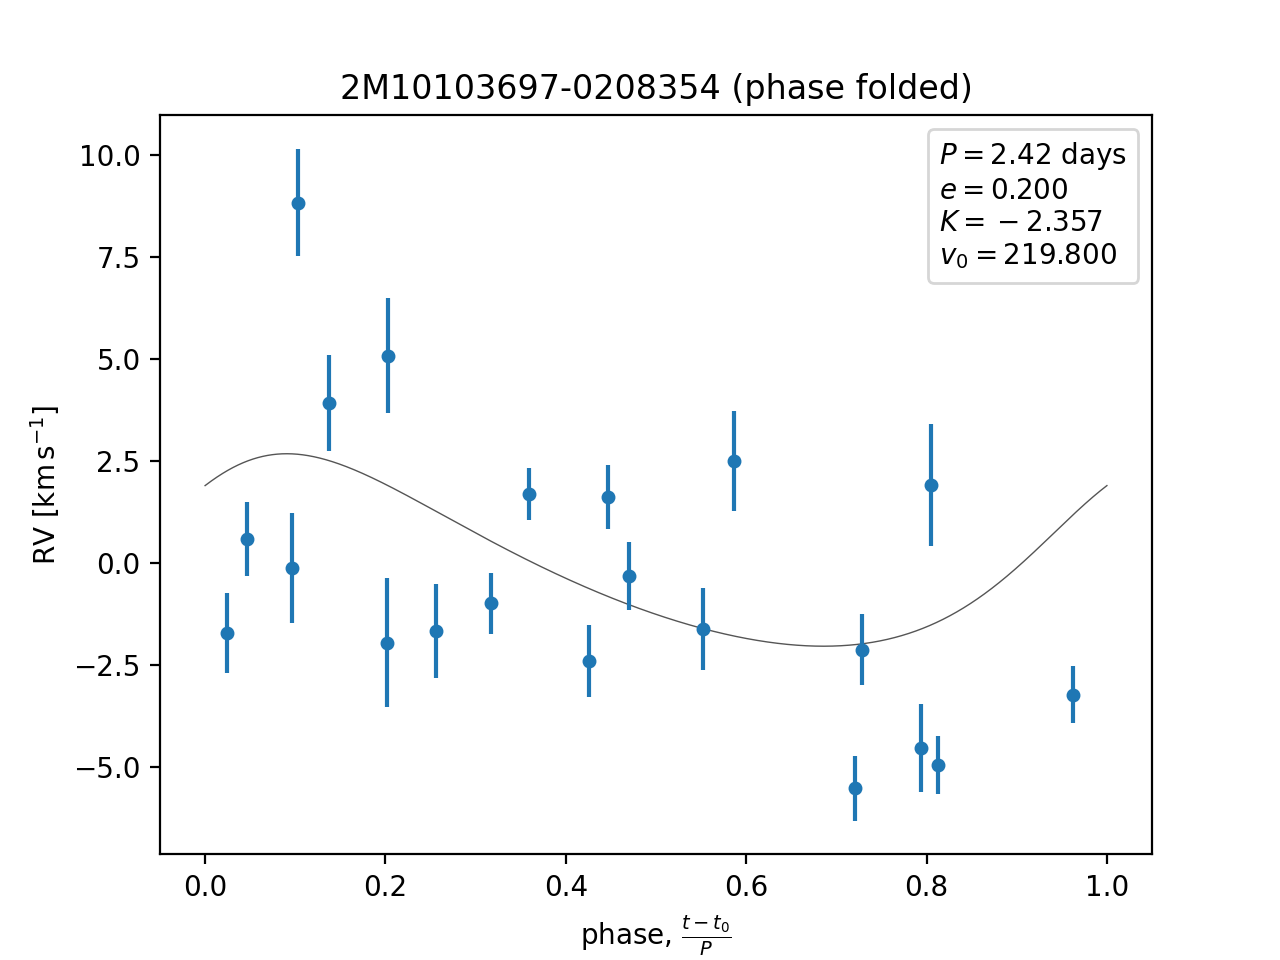 2M10103697-0208354 (phase folded)
P = 2.42 days
e = 0.200
K = −2.357
v₀ = 219.800
10.0
7.5
5.0
2.5
0.0
−2.5
−5.0
RV [km s⁻¹]
0.0 0.2 0.4 0.6 0.8 1.0
phase, (t − t₀)/P